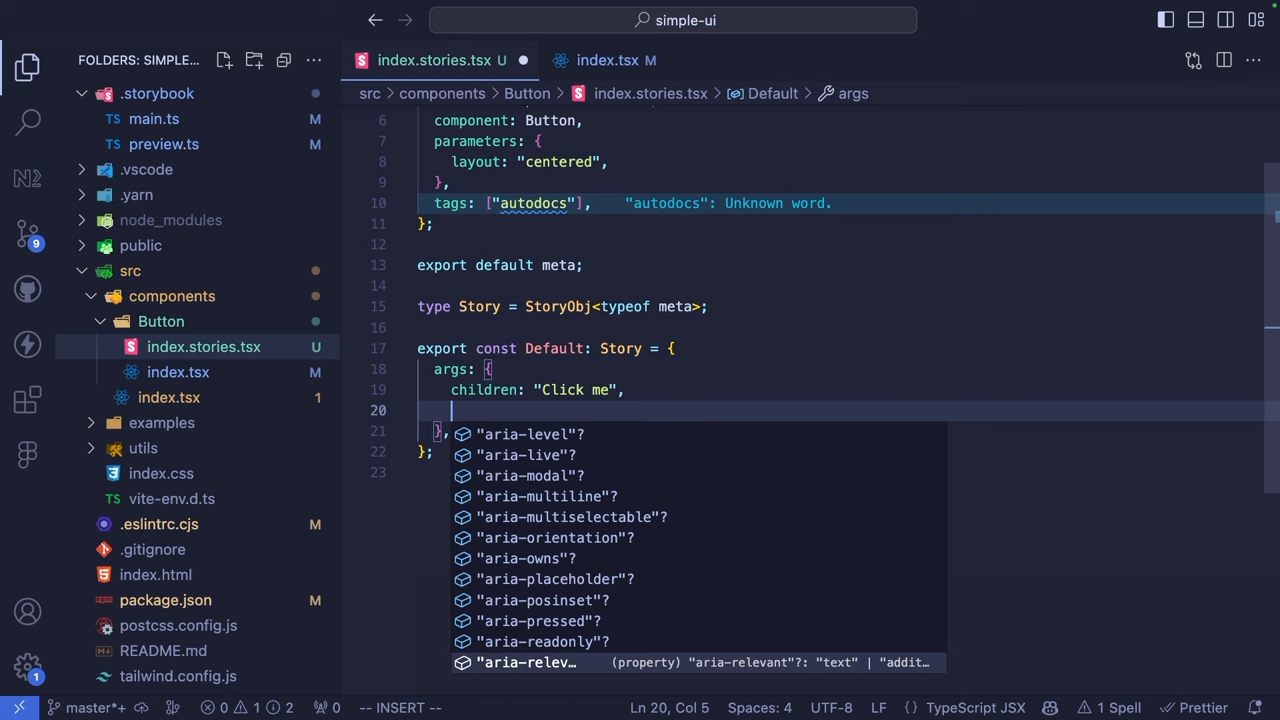 simple-ui
FOLDERS: SIMPLE...
.storybook
TS main.ts M
TS preview.ts M
.vscode
.yarn
node_modules
public
src
components
Button
index.stories.tsx U
index.tsx M
index.tsx 1
examples
utils
index.css
TS vite-env.d.ts
.eslintrc.cjs M
.gitignore
index.html
package.json M
postcss.config.js
README.md
tailwind.config.js
9
1
index.stories.tsx U
index.tsx M
src > components > Button > index.stories.tsx > Default > args
6 component: Button,
7 parameters: {
8 layout: "centered",
9 },
10 tags: ["autodocs"], "autodocs": Unknown word.
11 };
12
13 export default meta;
14
15 type Story = StoryObj<typeof meta>;
16
17 export const Default: Story = {
18 args: {
19 children: "Click me",
20
21 },
22 };
23
"aria-level"?
"aria-live"?
"aria-modal"?
"aria-multiline"?
"aria-multiselectable"?
"aria-orientation"?
"aria-owns"?
"aria-placeholder"?
"aria-posinset"?
"aria-pressed"?
"aria-readonly"?
"aria-relev… (property) "aria-relevant"?: "text" | "addit…
master*+ 0 1 2 0 -- INSERT -- Ln 20, Col 5 Spaces: 4 UTF-8 LF {} TypeScript JSX 1 Spell Prettier